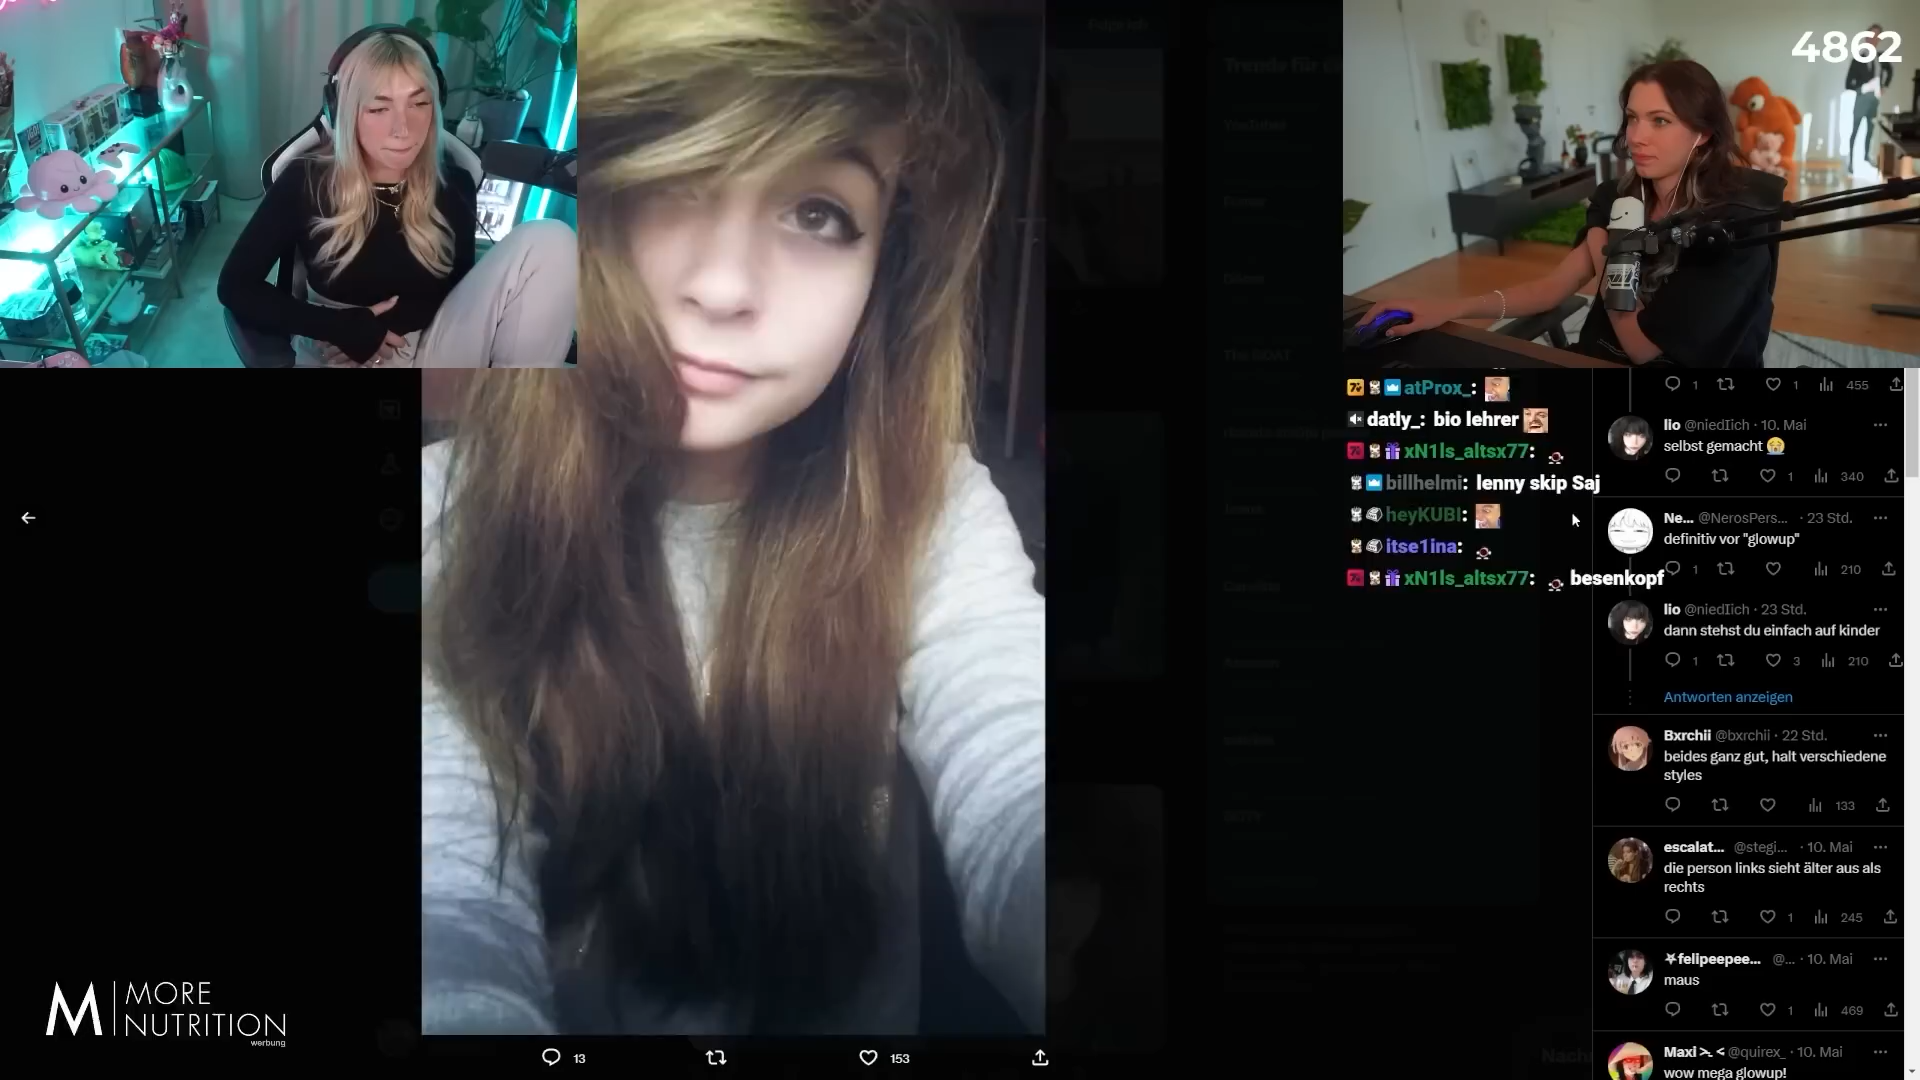 4862
atProx_:
datly_: bio lehrer
xN1ls_altsx77:
billhelmi: lenny skip Saj
heyKUBI:
itse1ina:
xN1ls_altsx77: besenkopf
1 1 455
lio @niedlich · 10. Mai
selbst gemacht 😭
1 340
Ne... @NerosPers... · 23 Std.
definitiv vor "glowup"
1 210
lio @niedlich · 23 Std.
dann stehst du einfach auf kinder
1 3 210
Antworten anzeigen
Bxrchii @bxrchii · 22 Std.
beides ganz gut, halt verschiedene
styles
133
escalat... @stegi... · 10. Mai
die person links sieht älter aus als
rechts
1 245
felipeepee... @... · 10. Mai
maus
1 469
Maxi >. < @quirex_ · 10. Mai
wow mega glowup!
M MORE
NUTRITION
werbung
13 153